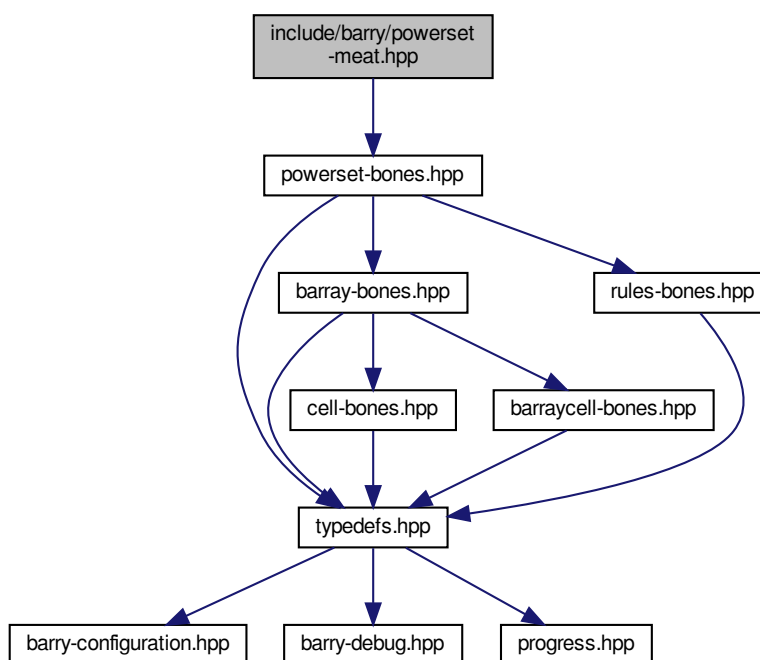 include/barry/powerset
-meat.hpp
powerset-bones.hpp
barray-bones.hpp
rules-bones.hpp
cell-bones.hpp
barraycell-bones.hpp
typedefs.hpp
barry-configuration.hpp
barry-debug.hpp
progress.hpp